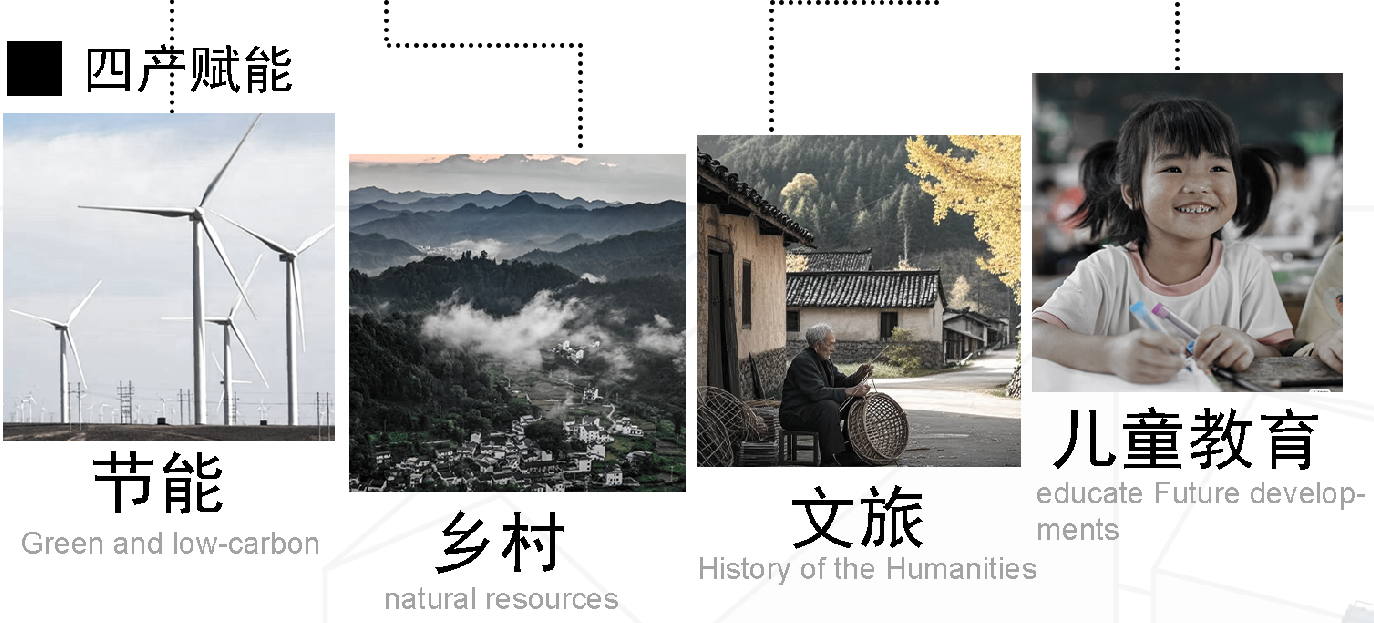 四产赋能
节能
Green and low-carbon
乡村
natural resources
文旅
History of the Humanities
儿童教育
educate Future develop-
ments